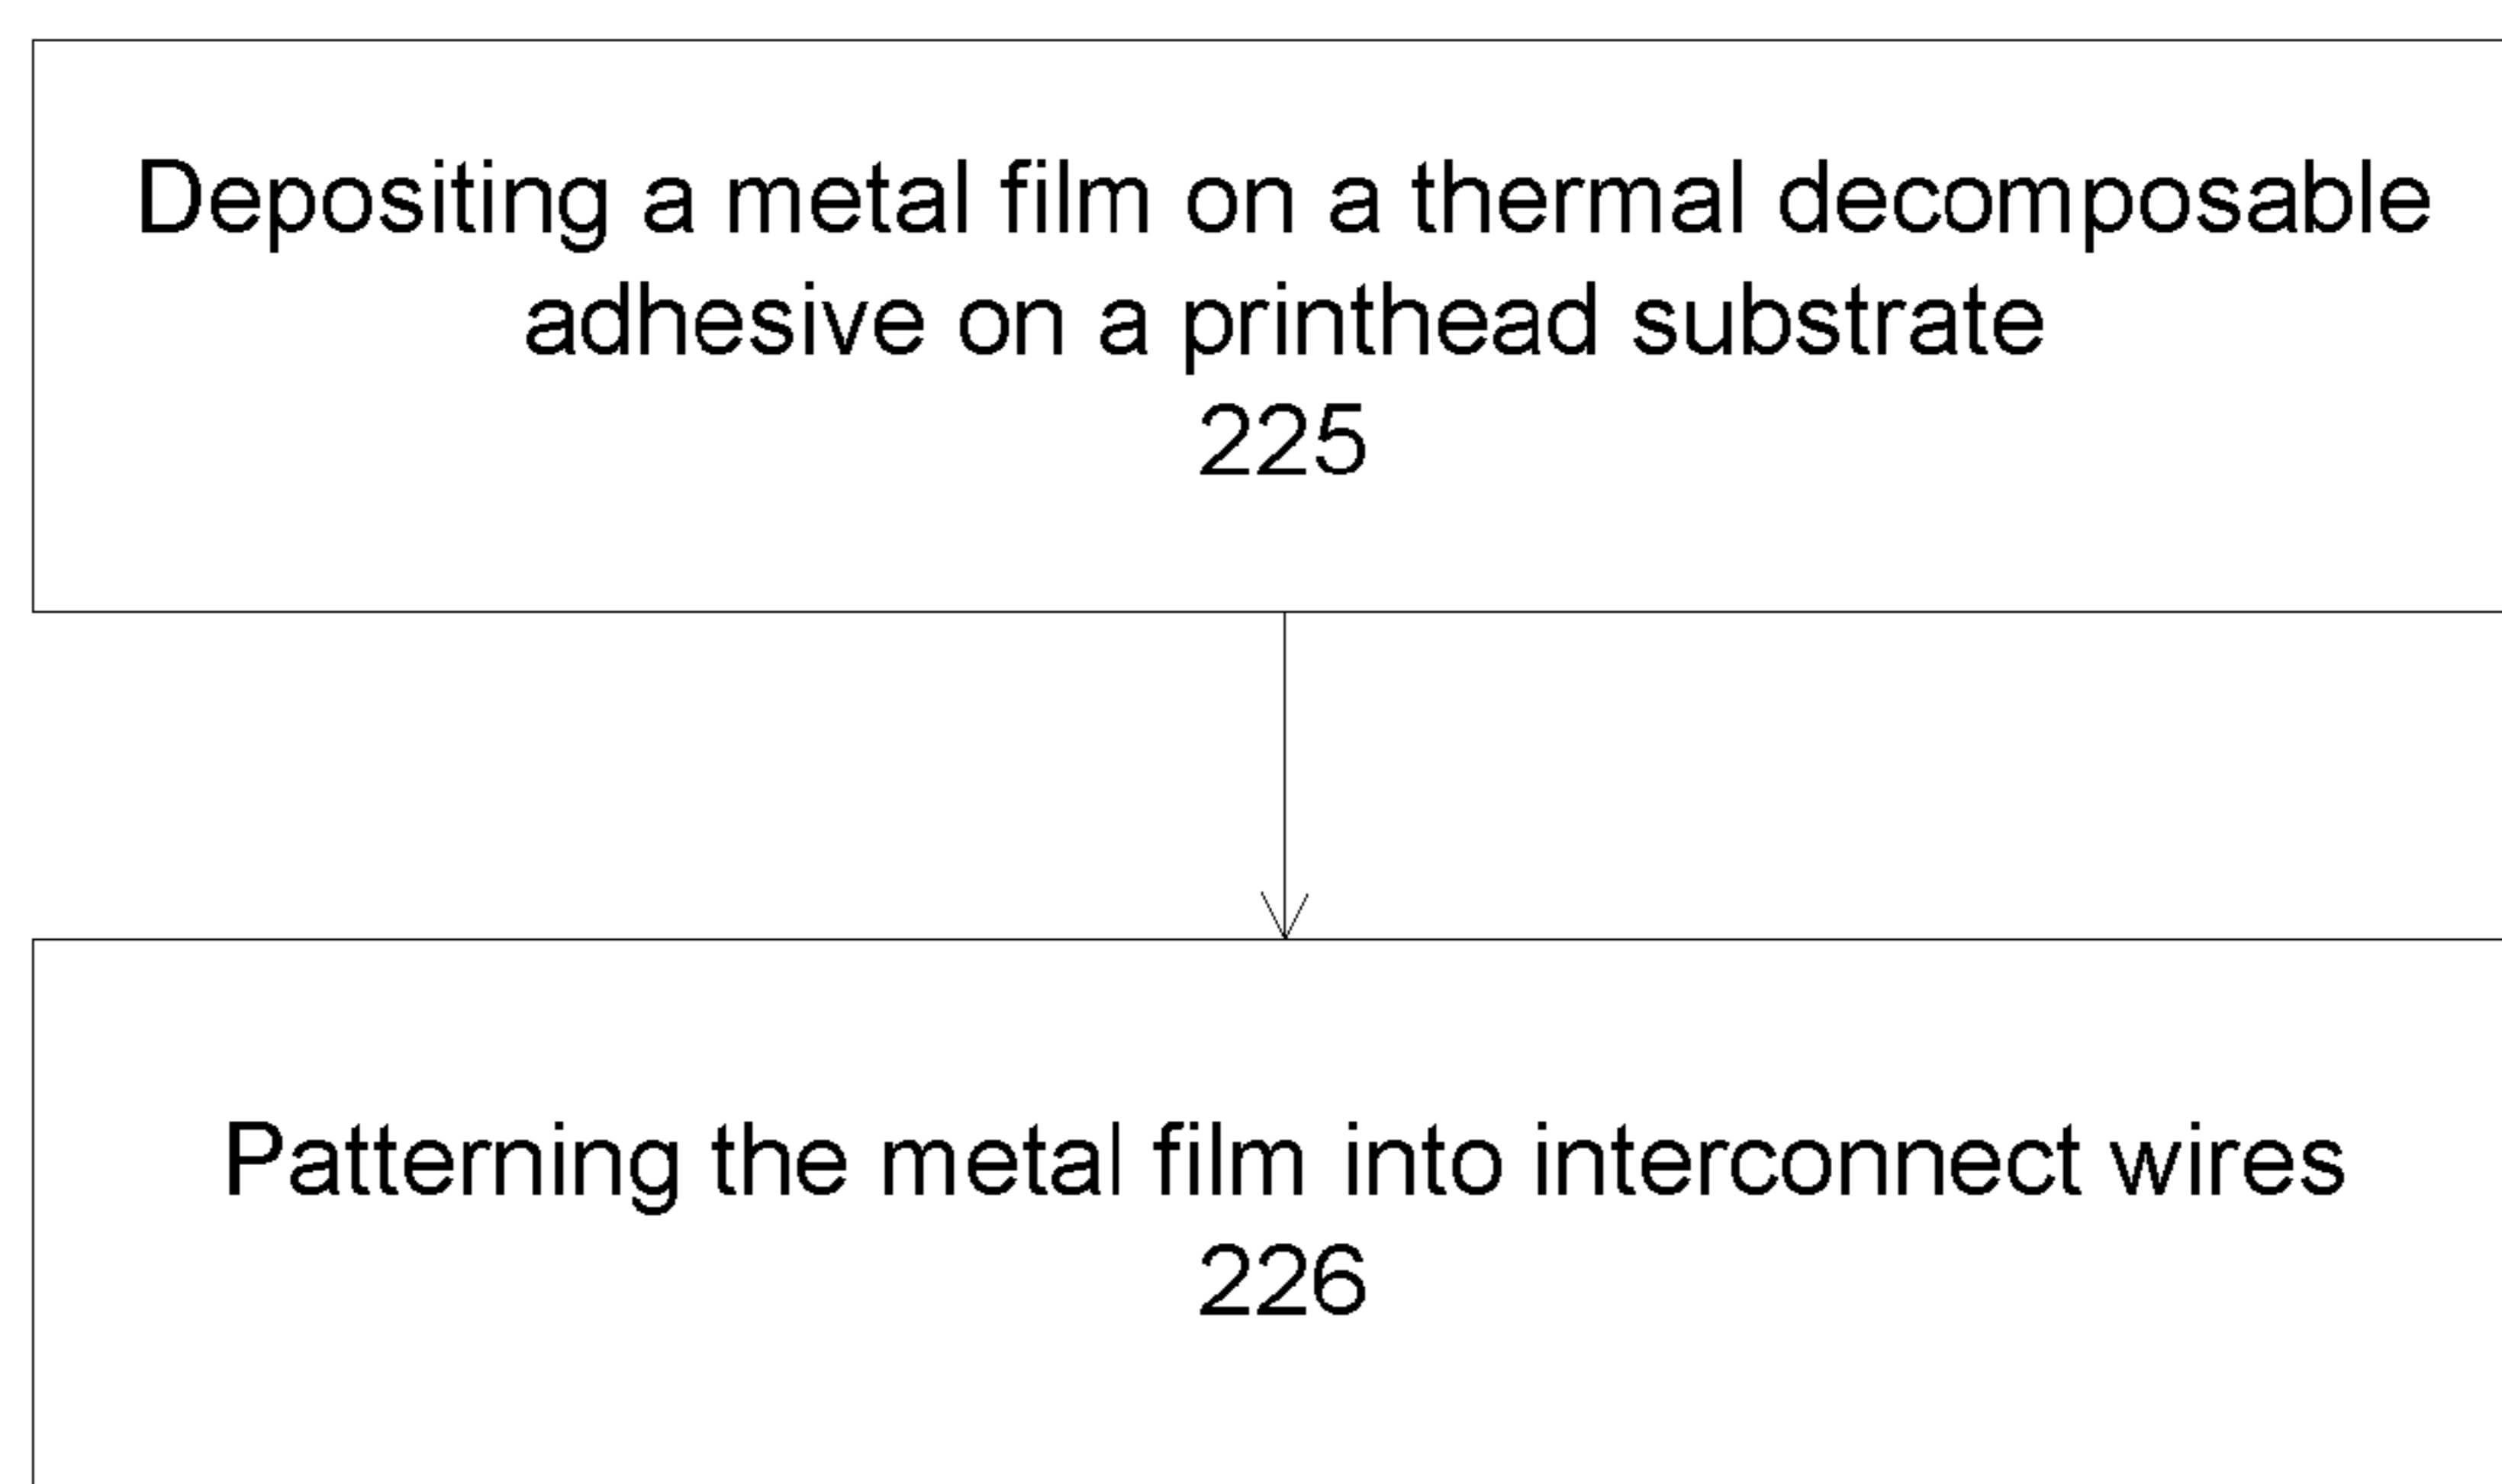 Depositing a metal film on a thermal decomposable
adhesive on a printhead substrate
225
Patterning the metal film into interconnect wires
226